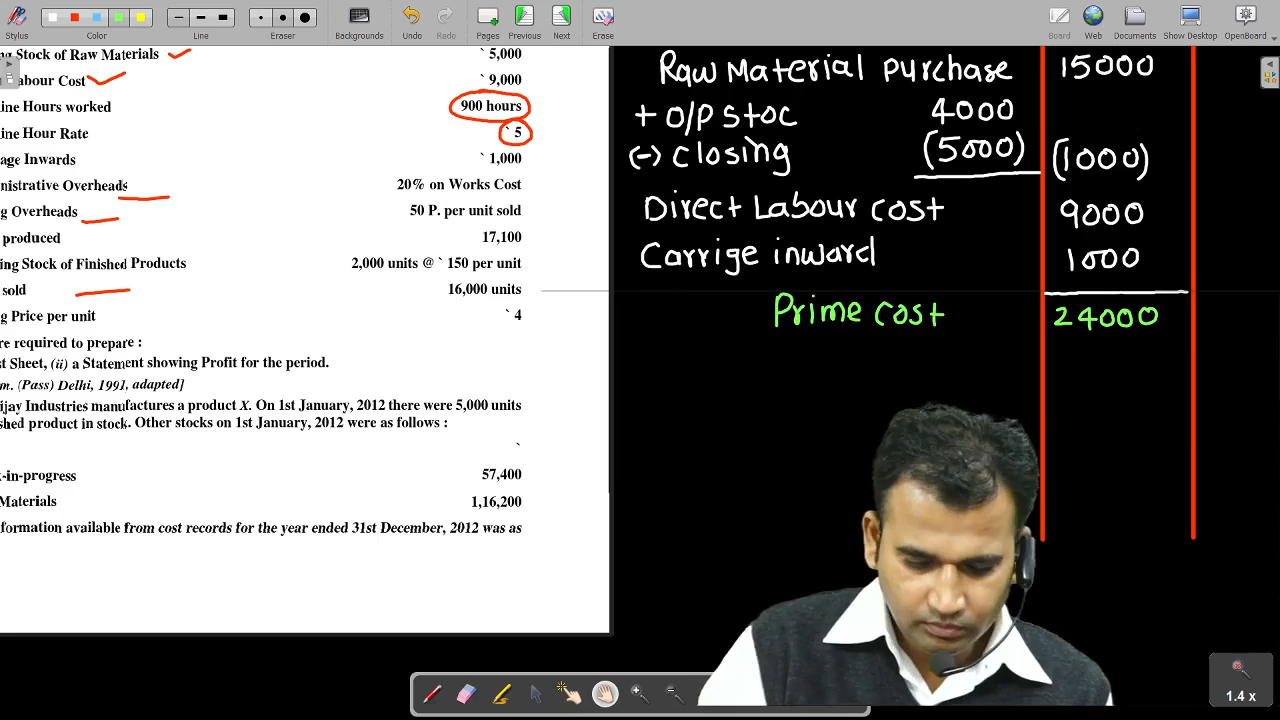 Stylus
Color
Line
Eraser
Backgrounds
Undo
Redo
Pages
Previous
Next
Erase
Board
Web
Documents
Show Desktop
OpenBoard
ng Stock of Raw Materials ` 5,000
Labour Cost ` 9,000
ine Hours worked 900 hours
ine Hour Rate ` 5
age Inwards ` 1,000
nistrative Overheads 20% on Works Cost
g Overheads 50 P. per unit sold
produced 17,100
ing Stock of Finished Products 2,000 units @ ` 150 per unit
sold 16,000 units
g Price per unit ` 4
re required to prepare :
st Sheet, (ii) a Statement showing Profit for the period.
m. (Pass) Delhi, 1991, adapted]
ijay Industries manufactures a product X. On 1st January, 2012 there were 5,000 units
shed product in stock. Other stocks on 1st January, 2012 were as follows :
`
k-in-progress 57,400
Materials 1,16,200
formation available from cost records for the year ended 31st December, 2012 was as
Raw Material purchase 15000
+ O/P Stoc 4000
(-) closing (5000) (1000)
Direct Labour cost 9000
Carrige inward 1000
Prime cost 24000
1.4 x